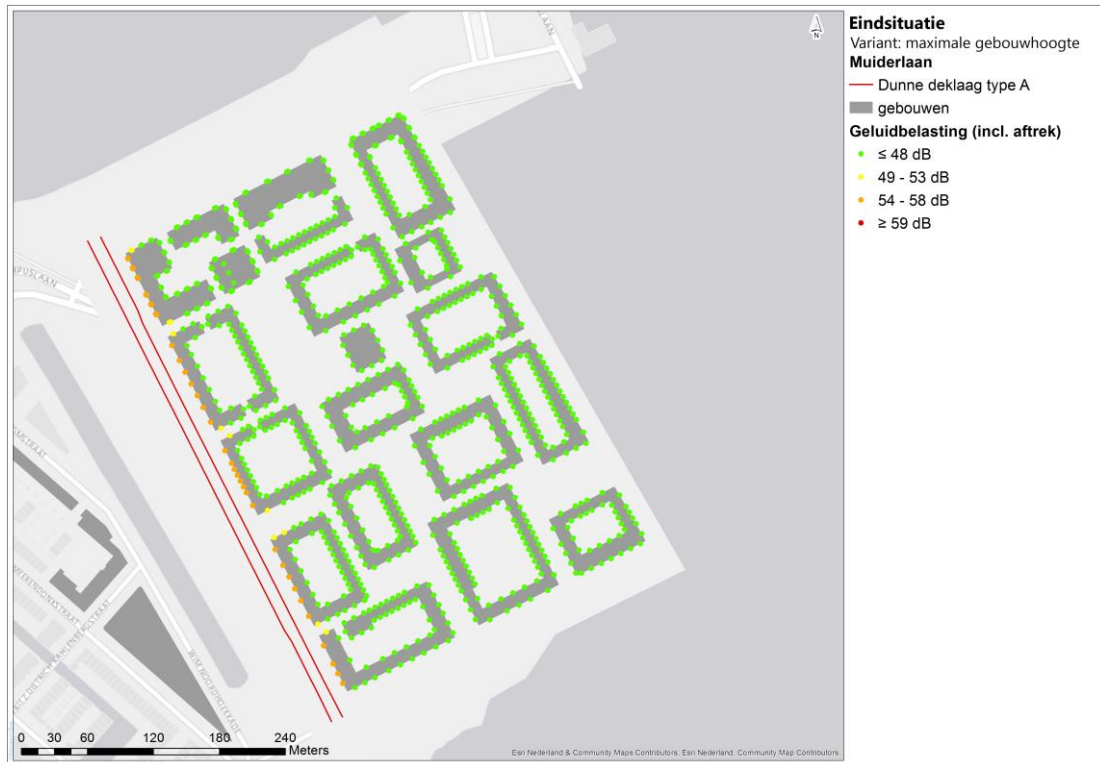 Eindsituatie
Variant: maximale gebouwhoogte
Muiderlaan
Dunne deklaag type A
gebouwen
Geluidbelasting (incl. aftrek)
≤ 48 dB
49 - 53 dB
54 - 58 dB
≥ 59 dB
N
0 30 60 120 180 240
Meters
Esri Nederland & Community Maps Contributors, Esri Nederland, Community Map Contributors